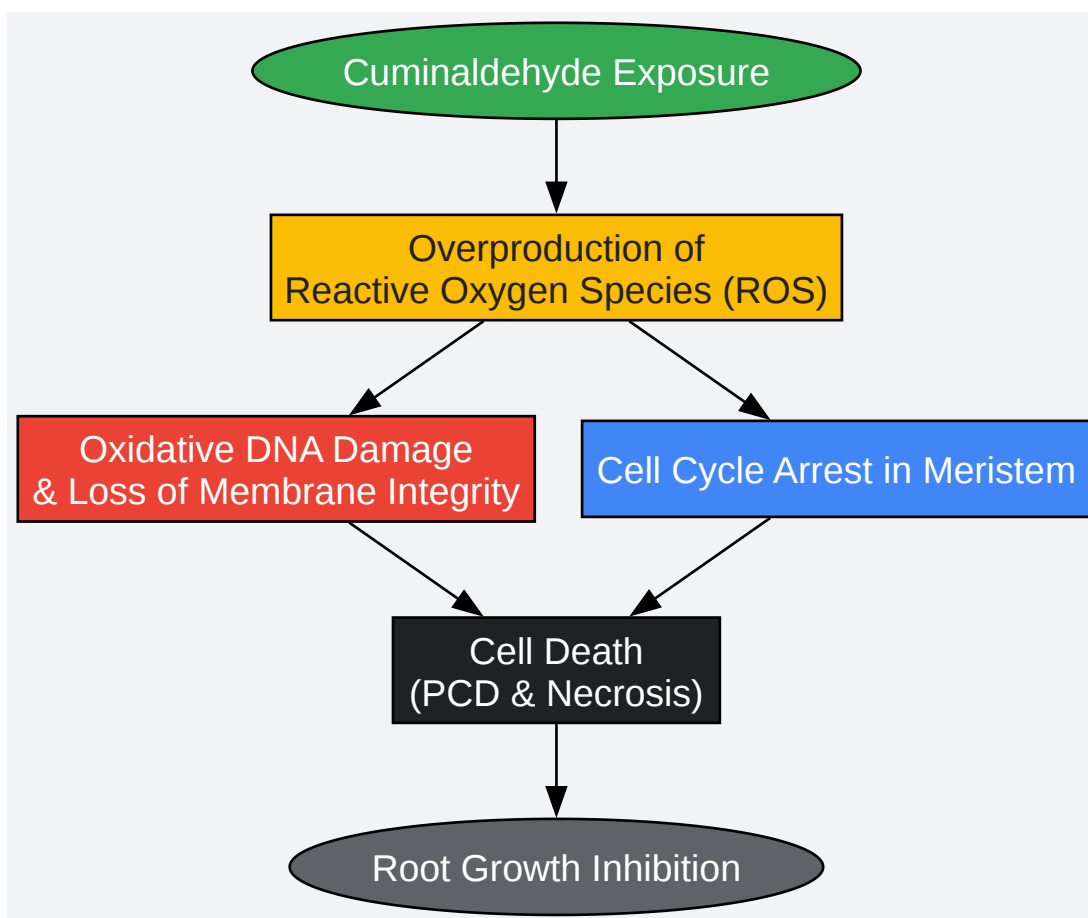 Cuminaldehyde Exposure
Overproduction of
Reactive Oxygen Species (ROS)
Oxidative DNA Damage
& Loss of Membrane Integrity
Cell Cycle Arrest in Meristem
Cell Death
(PCD & Necrosis)
Root Growth Inhibition